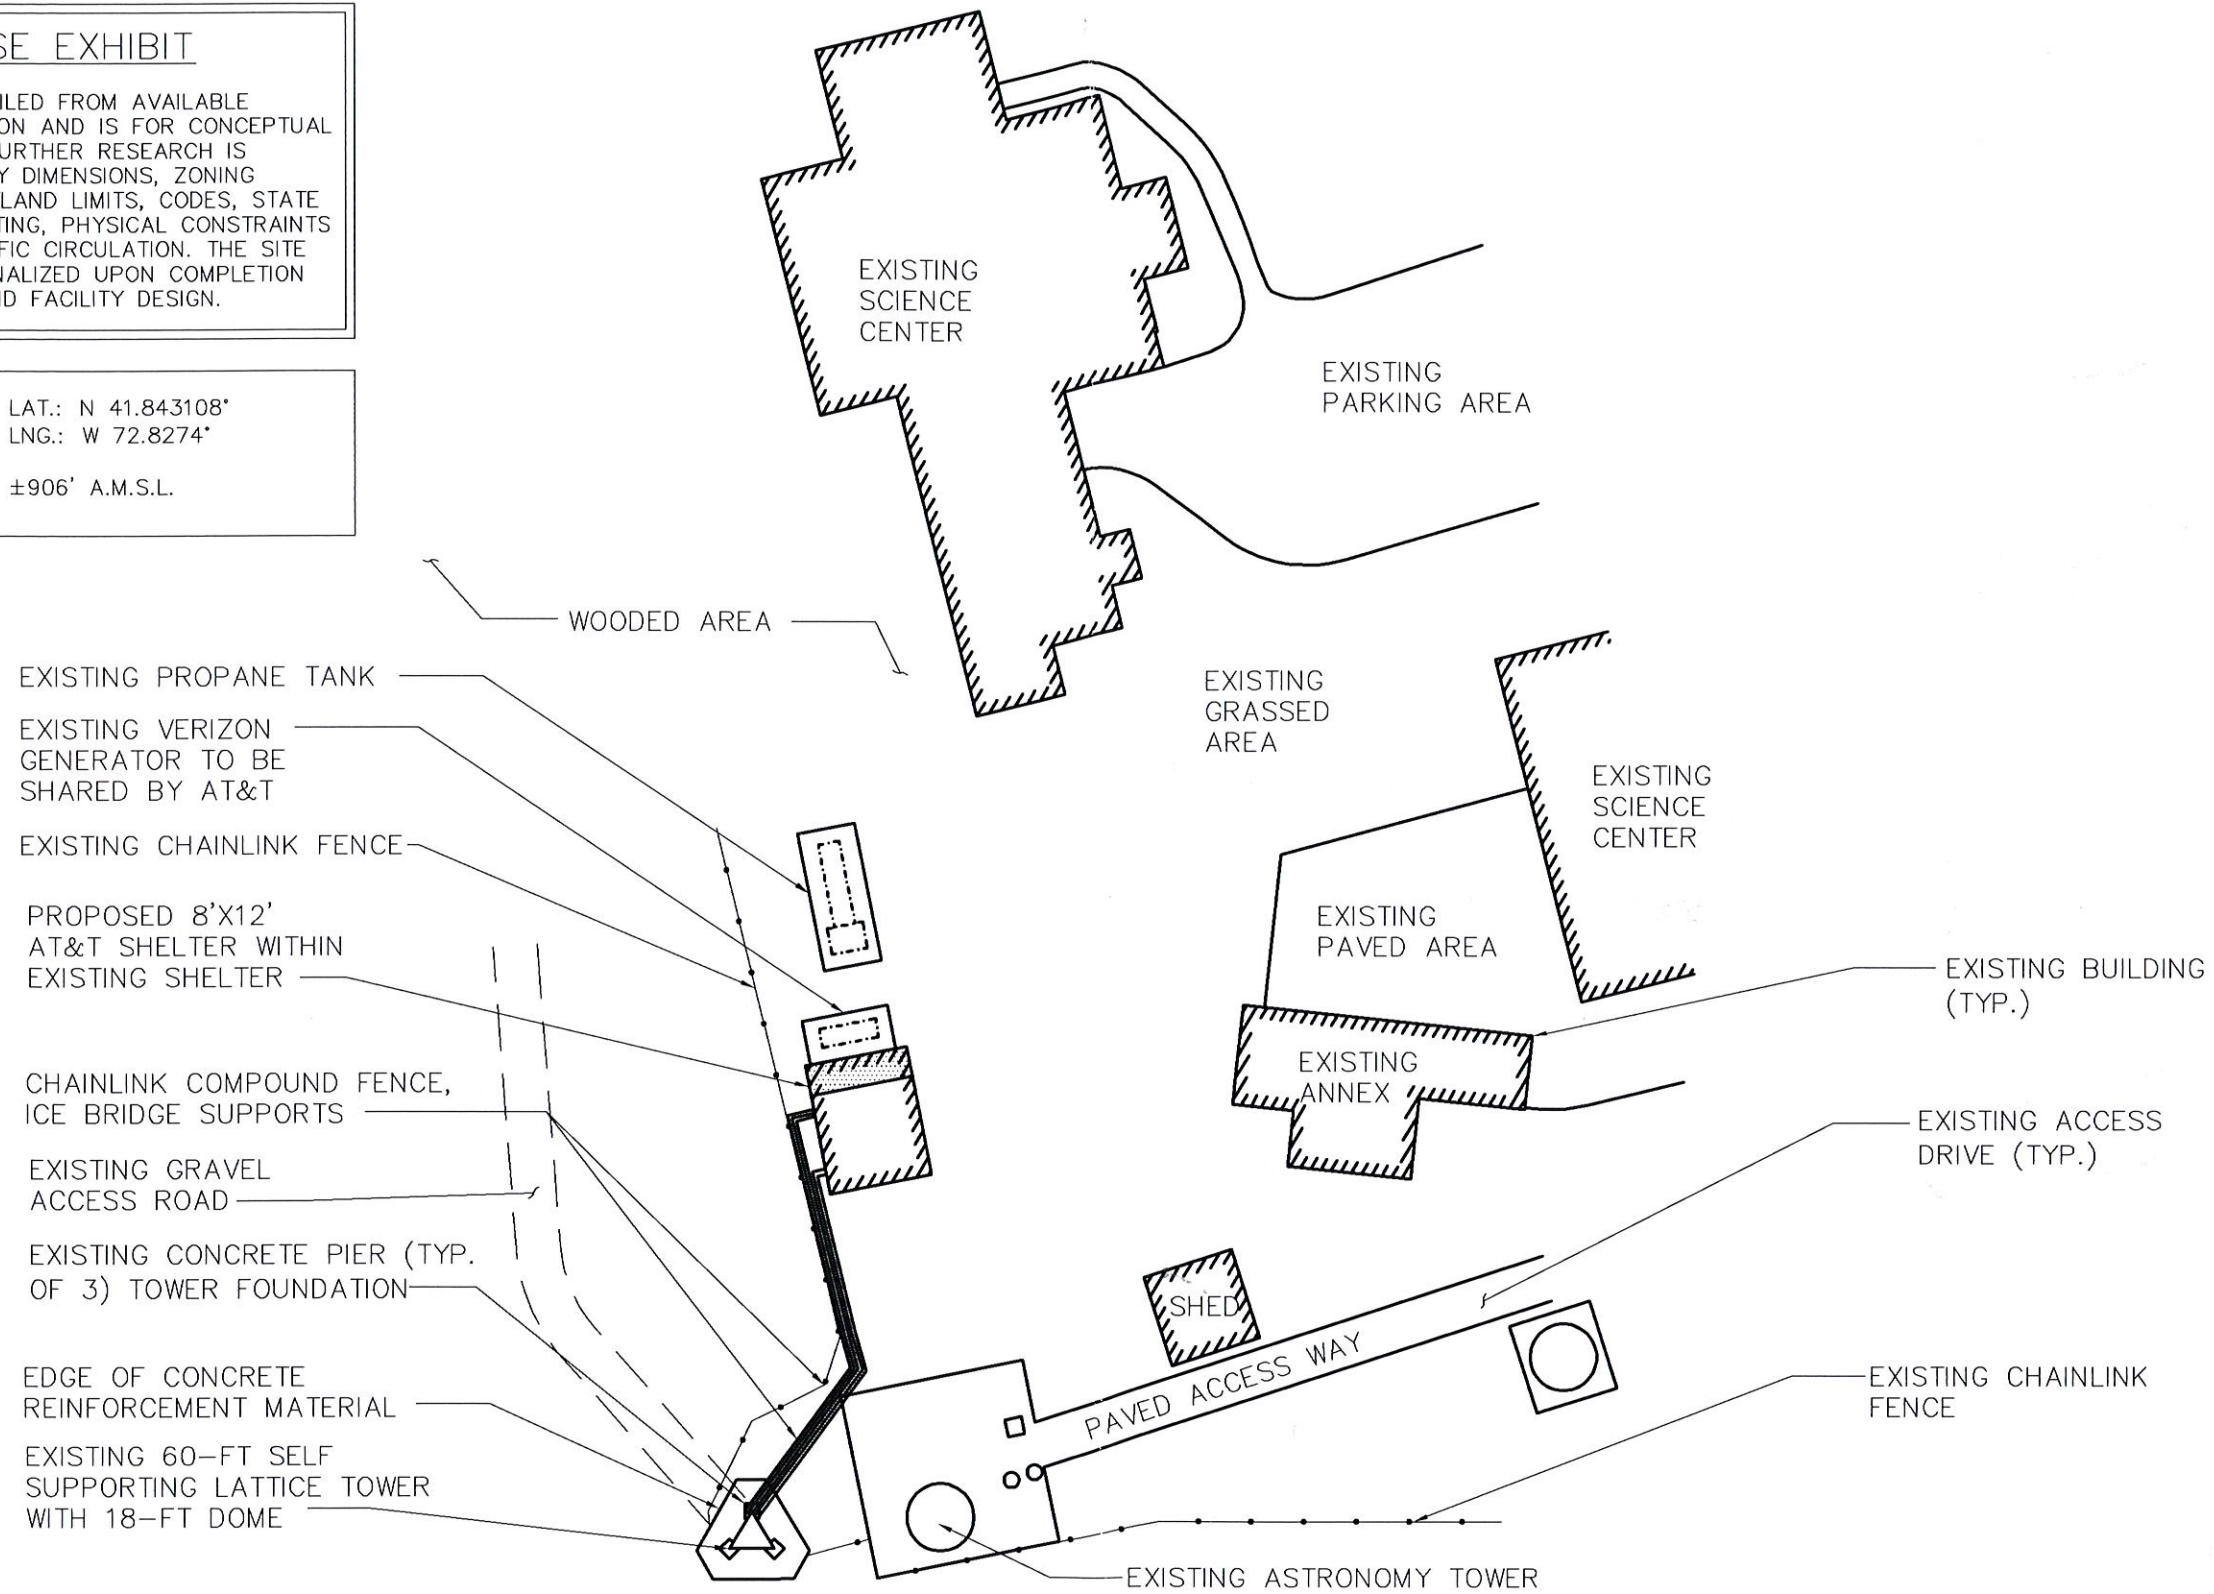 SE EXHIBIT
ILED FROM AVAILABLE
ON AND IS FOR CONCEPTUAL
URTHER RESEARCH IS
Y DIMENSIONS, ZONING
LAND LIMITS, CODES, STATE
TING, PHYSICAL CONSTRAINTS
FIC CIRCULATION. THE SITE
NALIZED UPON COMPLETION
ND FACILITY DESIGN.
LAT.: N 41.843108°
LNG.: W 72.8274°
±906' A.M.S.L.
EXISTING
SCIENCE
CENTER
EXISTING
PARKING AREA
WOODED AREA
EXISTING PROPANE TANK
EXISTING VERIZON
GENERATOR TO BE
SHARED BY AT&T
EXISTING CHAINLINK FENCE
PROPOSED 8'X12'
AT&T SHELTER WITHIN
EXISTING SHELTER
CHAINLINK COMPOUND FENCE,
ICE BRIDGE SUPPORTS
EXISTING GRAVEL
ACCESS ROAD
EXISTING CONCRETE PIER (TYP.
OF 3) TOWER FOUNDATION
EDGE OF CONCRETE
REINFORCEMENT MATERIAL
EXISTING 60-FT SELF
SUPPORTING LATTICE TOWER
WITH 18-FT DOME
EXISTING
GRASSED
AREA
EXISTING
SCIENCE
CENTER
EXISTING
PAVED AREA
EXISTING
ANNEX
EXISTING BUILDING
(TYP.)
EXISTING ACCESS
DRIVE (TYP.)
SHED
PAVED ACCESS WAY
EXISTING CHAINLINK
FENCE
EXISTING ASTRONOMY TOWER